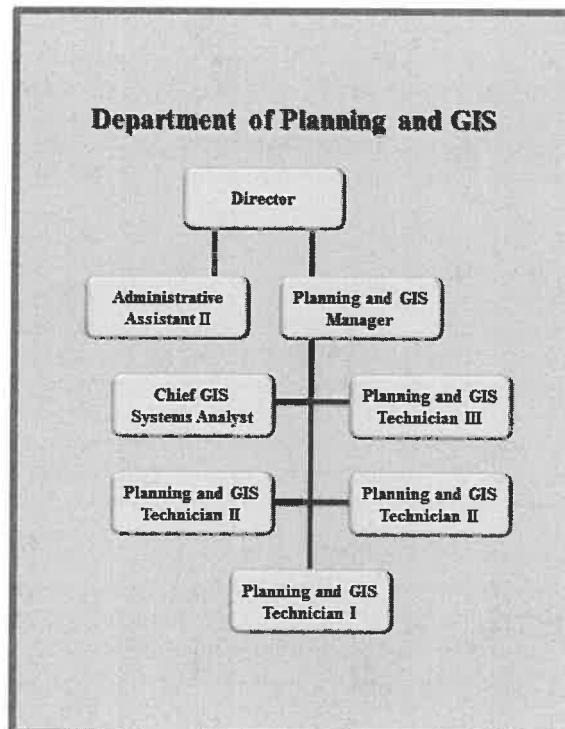 Department of Planning and GIS
Director
Administrative
Assistant II
Planning and GIS
Manager
Chief GIS
Systems Analyst
Planning and GIS
Technician III
Planning and GIS
Technician II
Planning and GIS
Technician II
Planning and GIS
Technician I